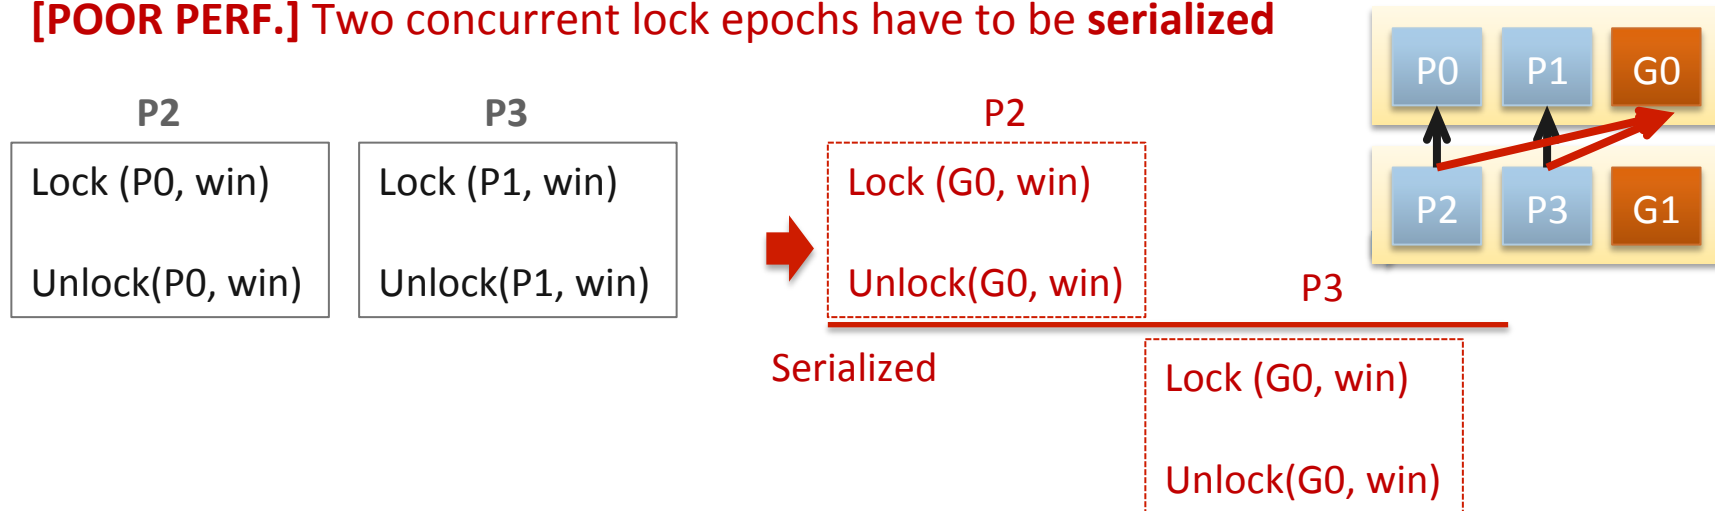 [POOR PERF.] Two concurrent lock epochs have to be serialized
P0 P1 G0
P2 P3 G1
P2
Lock (P0, win)
Unlock(P0, win)
P3
Lock (P1, win)
Unlock(P1, win)
P2
Lock (G0, win)
Unlock(G0, win)
Serialized
P3
Lock (G0, win)
Unlock(G0, win)